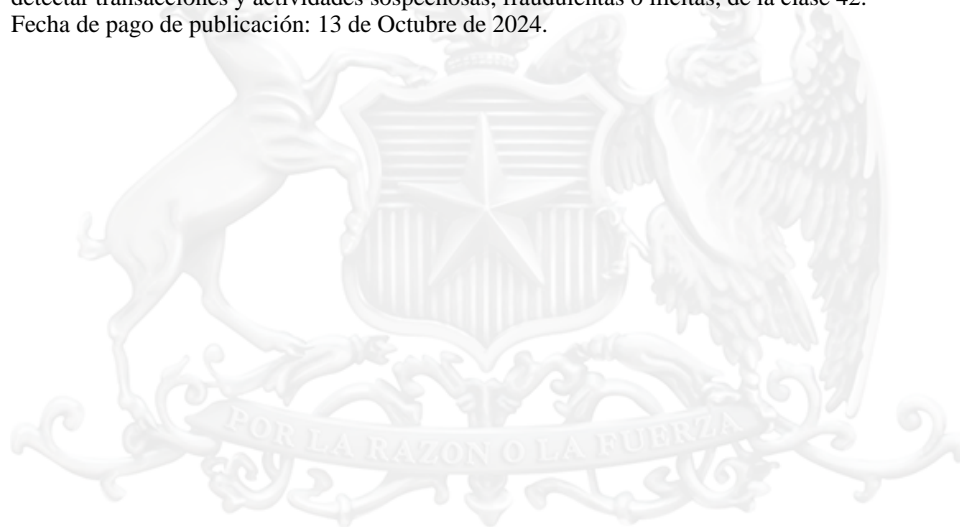 detectar transacciones y actividades sospechosas, fraudulentas o ilícitas, de la clase 42.
Fecha de pago de publicación: 13 de Octubre de 2024.
POR LA RAZON O LA FUERZA